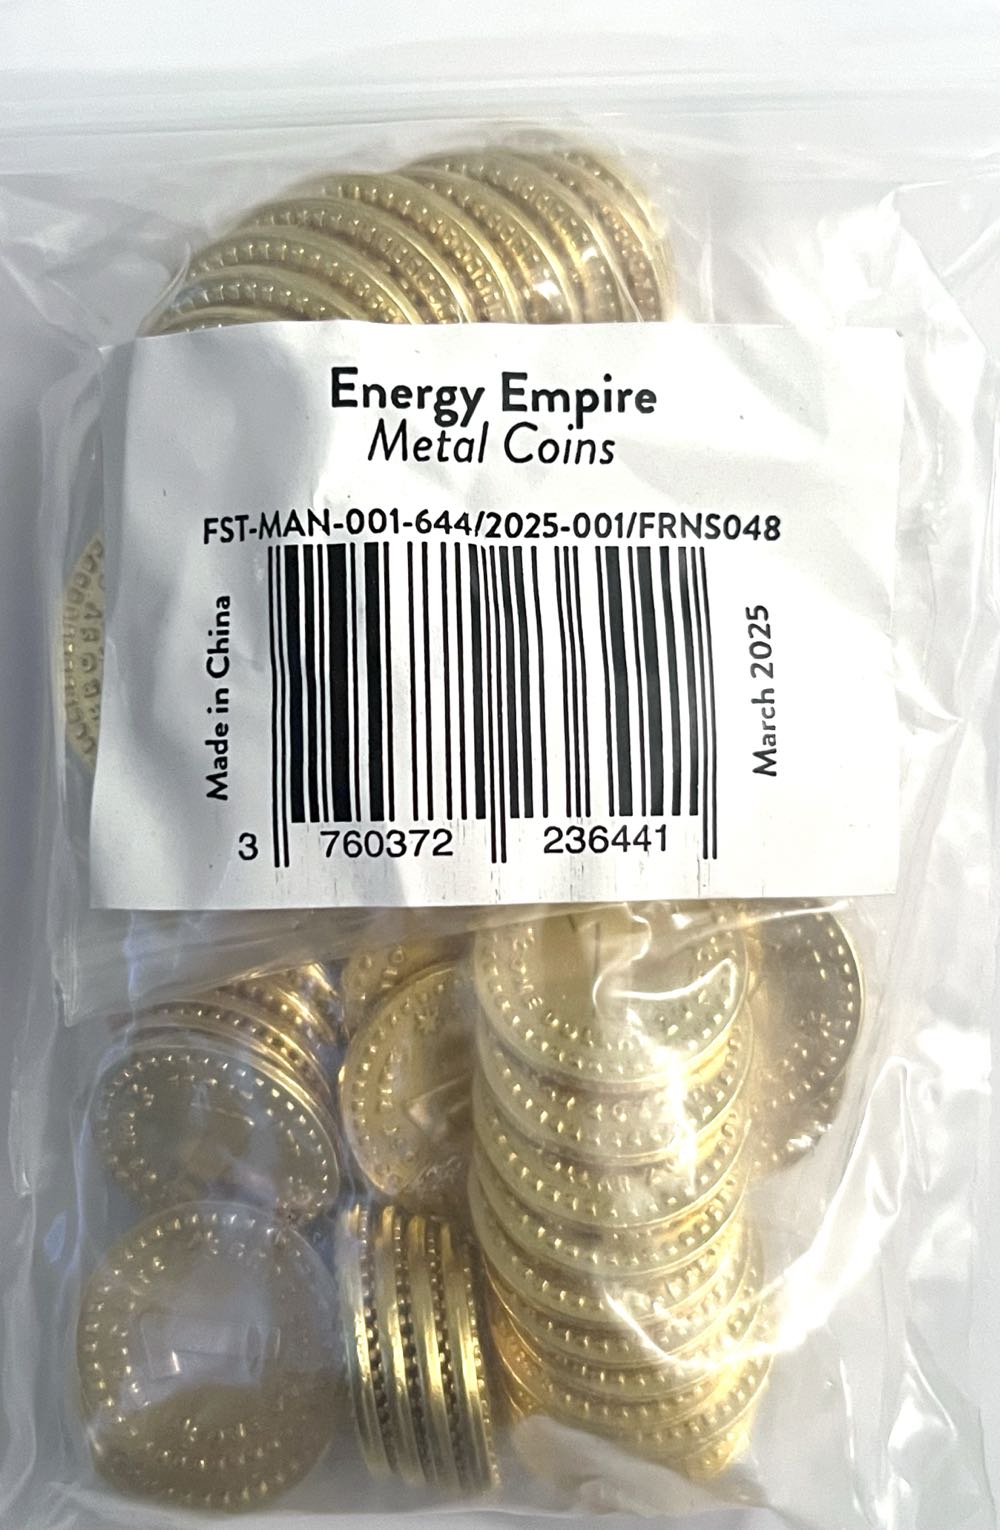 Energy Empire
Metal Coins
FST-MAN-001-644/2025-001/FRNS048
Made in China
March 2025
3 760372 236441